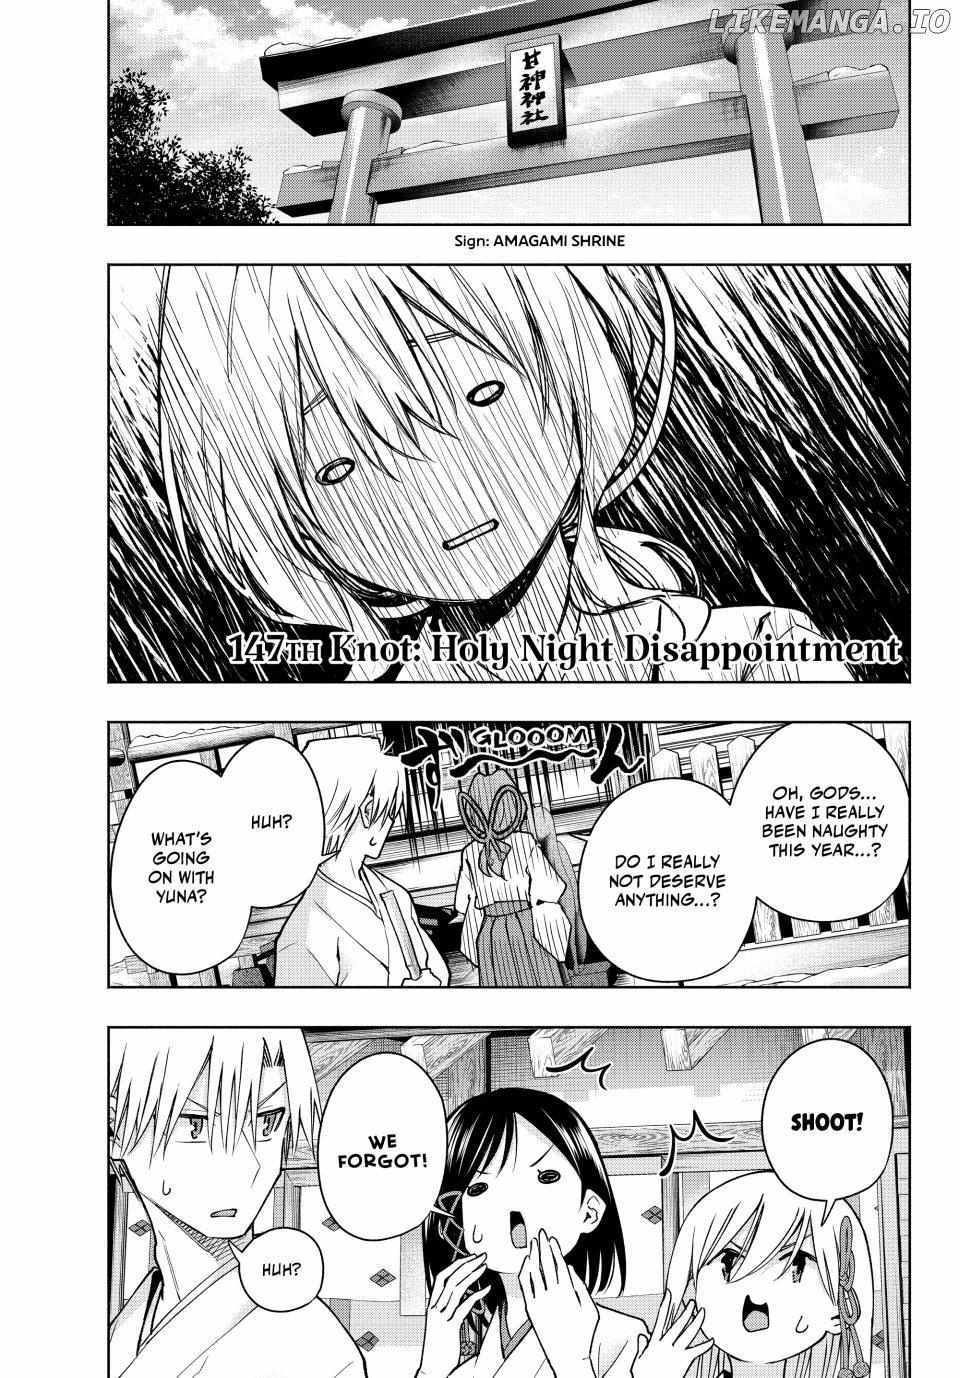 LIKEMANGA.IO
甘神神社
Sign: AMAGAMI SHRINE
147TH Knot: Holy Night Disappointment
GLOOOM
ず〜ん
OH, GODS...
HAVE I REALLY
BEEN NAUGHTY
THIS YEAR...?
DO I REALLY
NOT DESERVE
ANYTHING...?
HUH?
WHAT'S
GOING
ON WITH
YUNA?
SHOOT!
WE
FORGOT!
HUH?